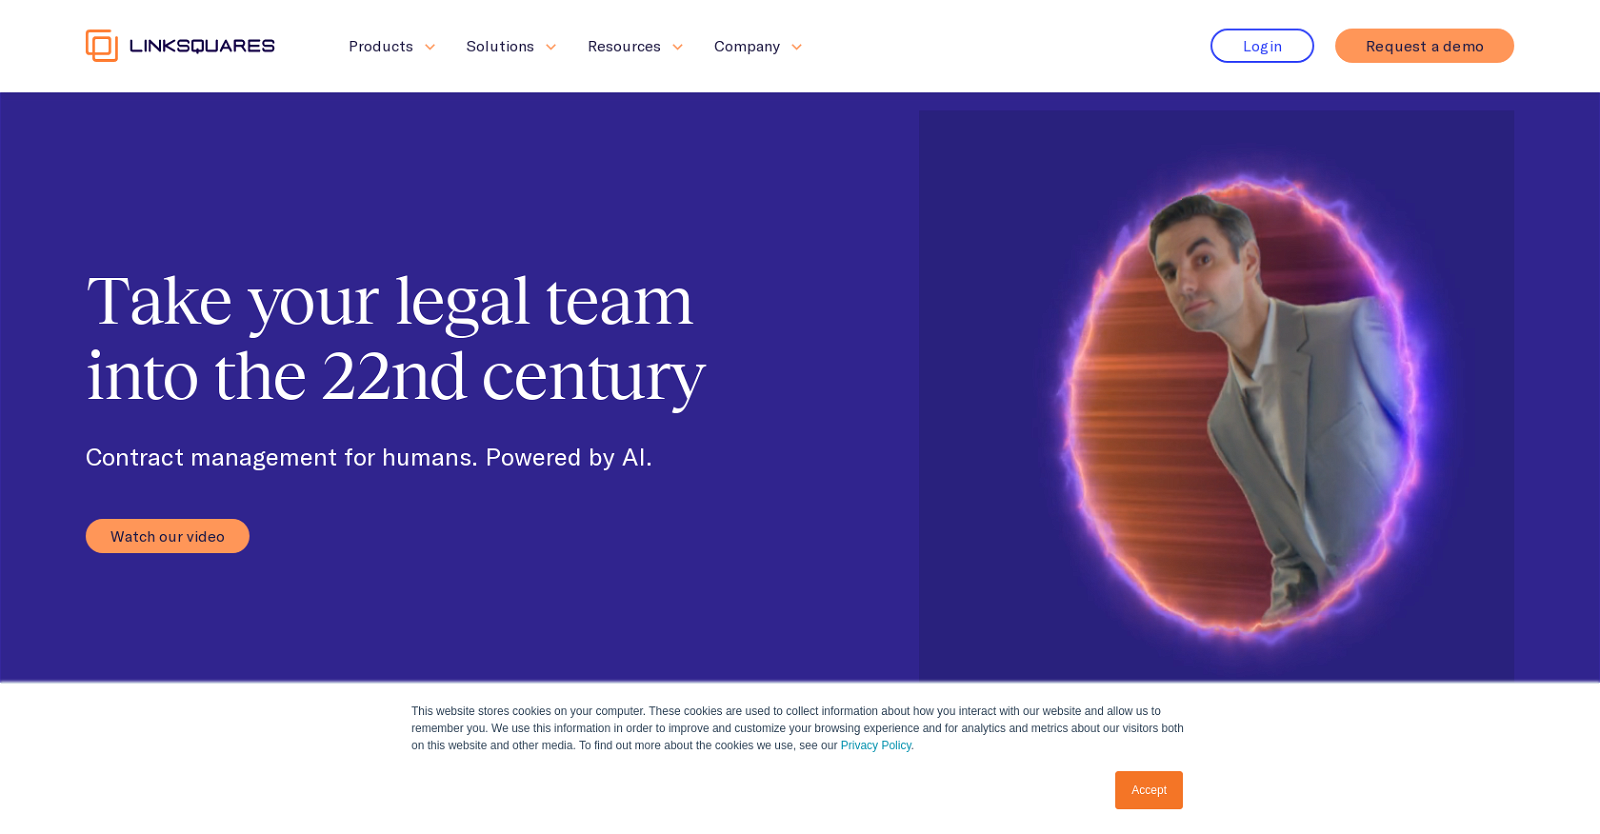 LINKSQUARES
Products
Solutions
Resources
Company
Login
Request a demo
Take your legal team
into the 22nd century
Contract management for humans. Powered by AI.
Watch our video
This website stores cookies on your computer. These cookies are used to collect information about how you interact with our website and allow us to
remember you. We use this information in order to improve and customize your browsing experience and for analytics and metrics about our visitors both
on this website and other media. To find out more about the cookies we use, see our Privacy Policy.
Accept